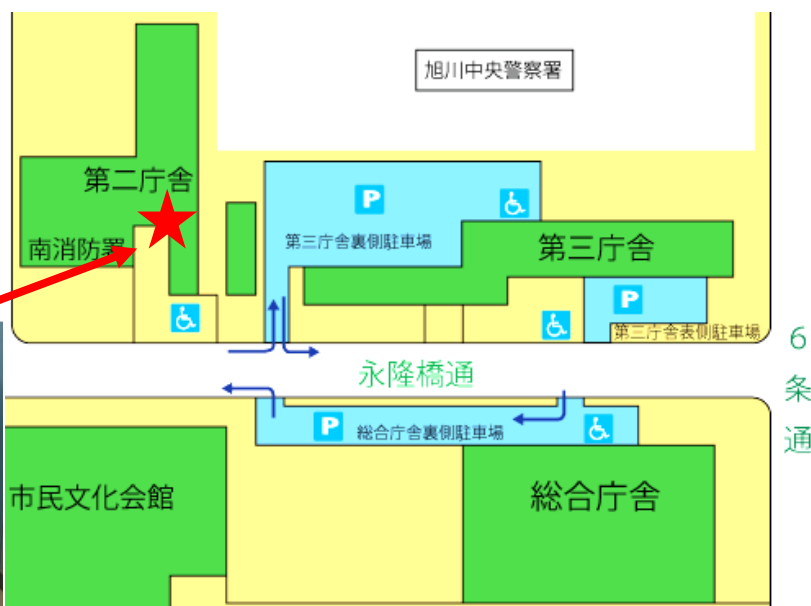 旭川中央警察署
第二庁舎
P
第三庁舎裏側駐車場
南消防署
第三庁舎
P
第三庁舎表側駐車場
6条通
永隆橋通
P
総合庁舎裏側駐車場
市民文化会館
総合庁舎